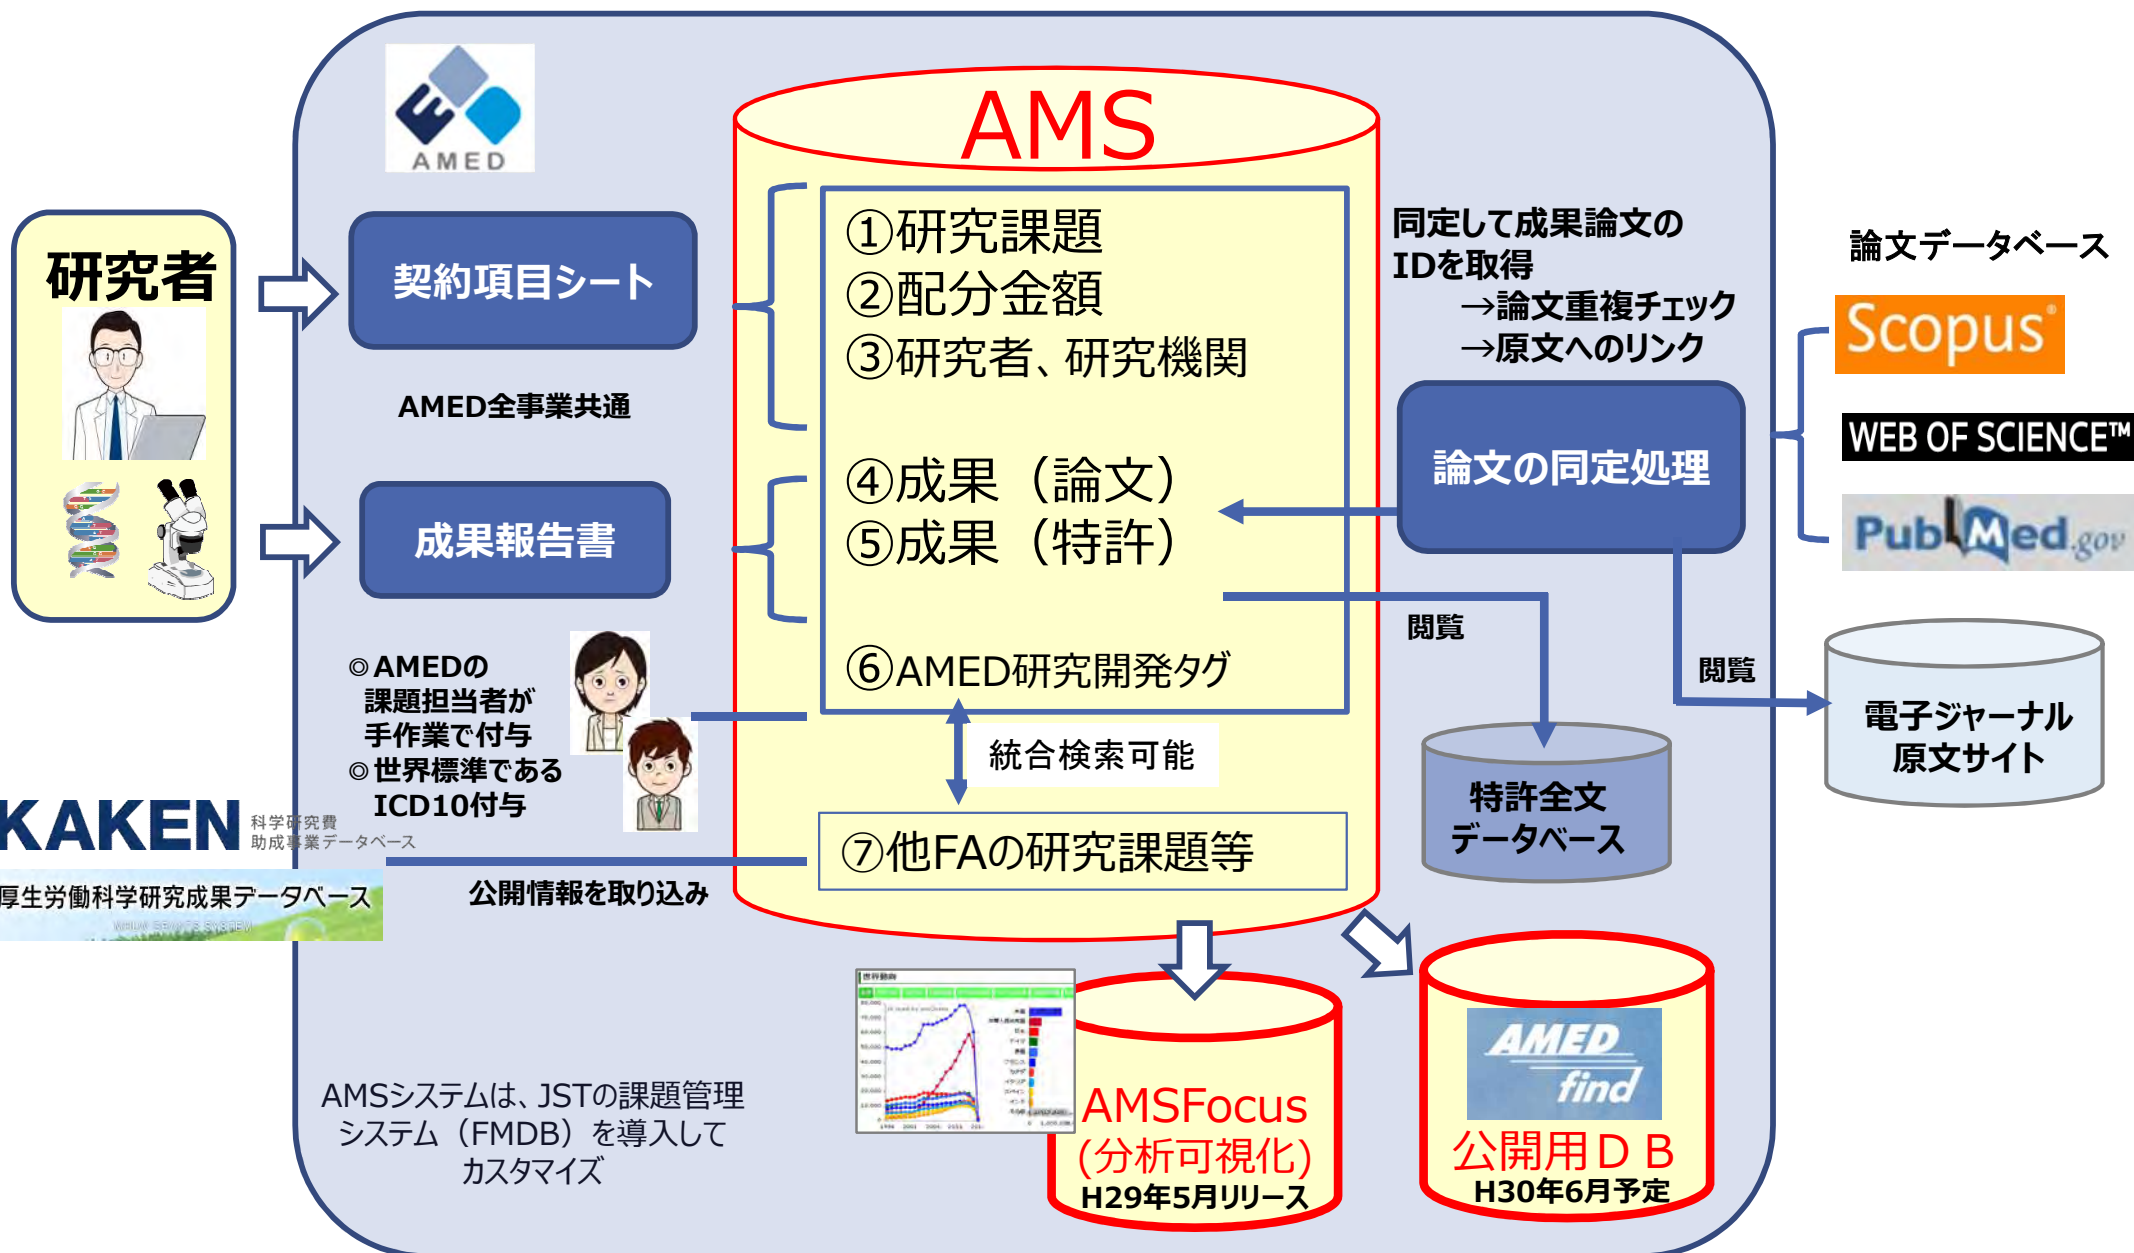 AMED
AMS
研究者
契約項目シート
AMED全事業共通
成果報告書
①研究課題
②配分金額
③研究者、研究機関
④成果（論文）
⑤成果（特許）
⑥AMED研究開発タグ
統合検索可能
⑦他FAの研究課題等
同定して成果論文の
IDを取得
→論文重複チェック
→原文へのリンク
論文の同定処理
論文データベース
Scopus®
WEB OF SCIENCE™
PubMed.gov
閲覧
閲覧
電子ジャーナル
原文サイト
特許全文
データベース
◎AMEDの
課題担当者が
手作業で付与
◎世界標準である
ICD10付与
KAKEN
科学研究費
助成事業データベース
厚生労働科学研究成果データベース
公開情報を取り込み
AMSシステムは、JSTの課題管理
システム（FMDB）を導入して
カスタマイズ
世界動向
AMSFocus
(分析可視化)
H29年5月リリース
AMED
find
公開用ＤＢ
H30年6月予定